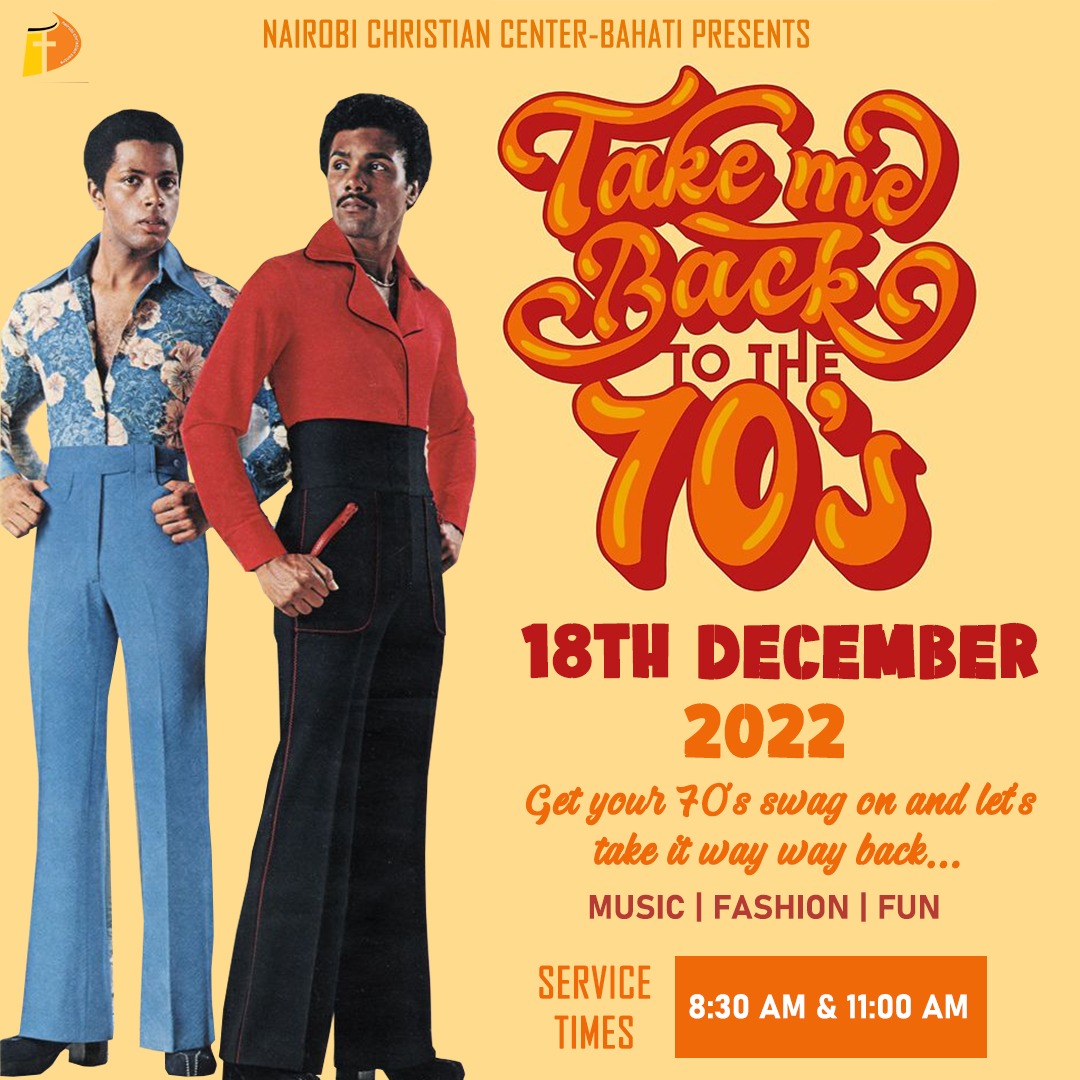 NAIROBI CHRISTIAN CENTER-BAHATI PRESENTS
Take me
Back
TO THE
70's
18TH DECEMBER
2022
Get your 70's swag on and let's
take it way way back...
MUSIC | FASHION | FUN
SERVICE
TIMES
8:30 AM & 11:00 AM